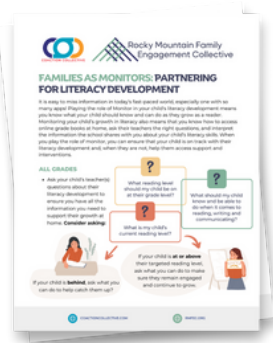 COACTION COLLECTIVE
Rocky Mountain Family
Engagement Collective
FAMILIES AS MONITORS: PARTNERING
FOR LITERACY DEVELOPMENT
It is easy to miss information in today's fast-paced world, especially one with so
many apps! Playing the role of Monitor in your child's literacy development means
you know what your child should know and can do as they grow as a reader.
Monitoring your child's growth in literacy also means that you know how to access
online grade books at home, ask their teachers the right questions, and interpret
the information the school shares with you about your child's literacy skills. When
you play the role of monitor, you can ensure that your child is on track with their
literacy development and, when they are not, help them access support and
interventions.
ALL GRADES
• Ask your child's teacher(s)
questions about their
literacy development to
ensure you have all the
information you need to
support their growth at
home. Consider asking:
?
What reading level
should my child be on
at their grade level?
?
What should my child
know and be able to
do when it comes to
reading, writing and
communicating?
?
What is my child's
current reading level?
If your child is behind, ask what you
can do to help catch them up?
If your child is at or above
their targeted reading level,
ask what you can do to make
sure they remain engaged
and continue to grow.
COACTIONCOLLECTIVE.COM
RMFEC.ORG